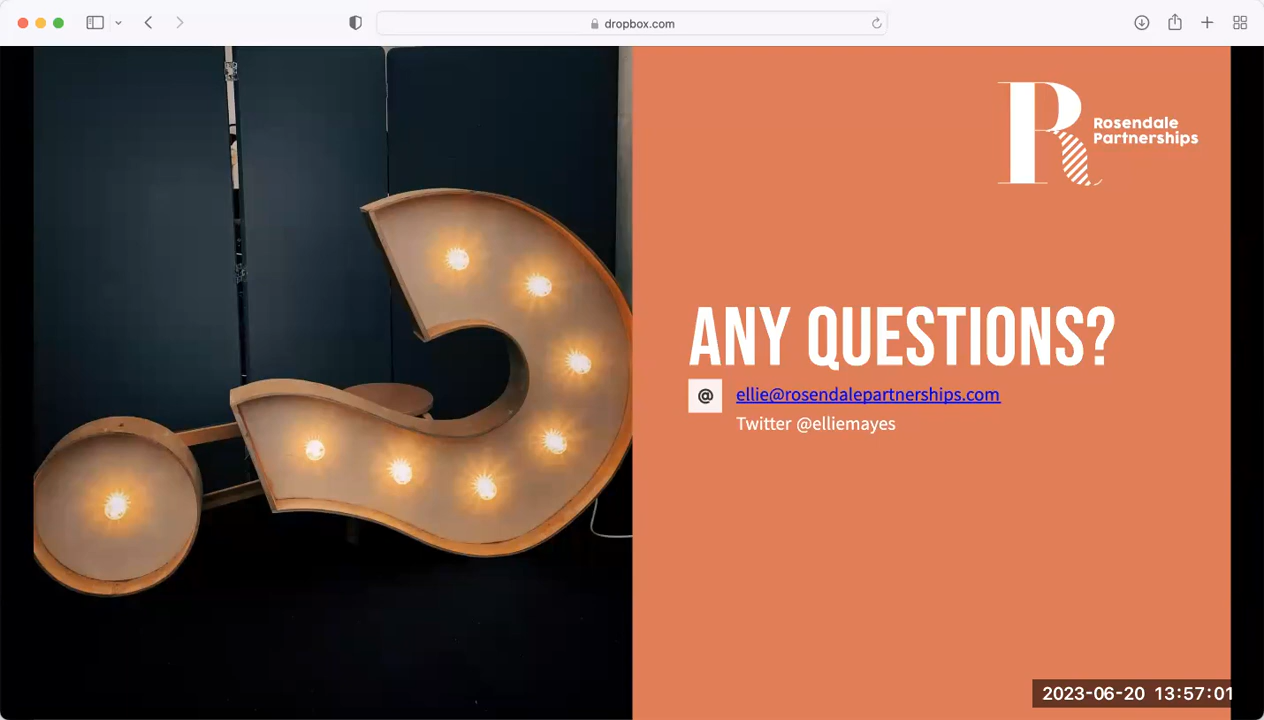 dropbox.com
Rosendale
Partnerships
ANY QUESTIONS?
@ ellie@rosendalepartnerships.com
Twitter @elliemayes
2023-06-20 13:57:01